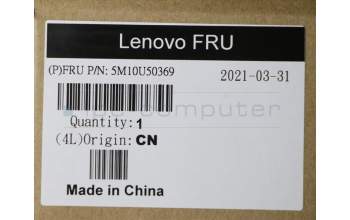 Lenovo FRU
(P)FRU P/N: 5M10U50369
2021-03-31
Quantity:1
(4L)Origin:CN
Made in China